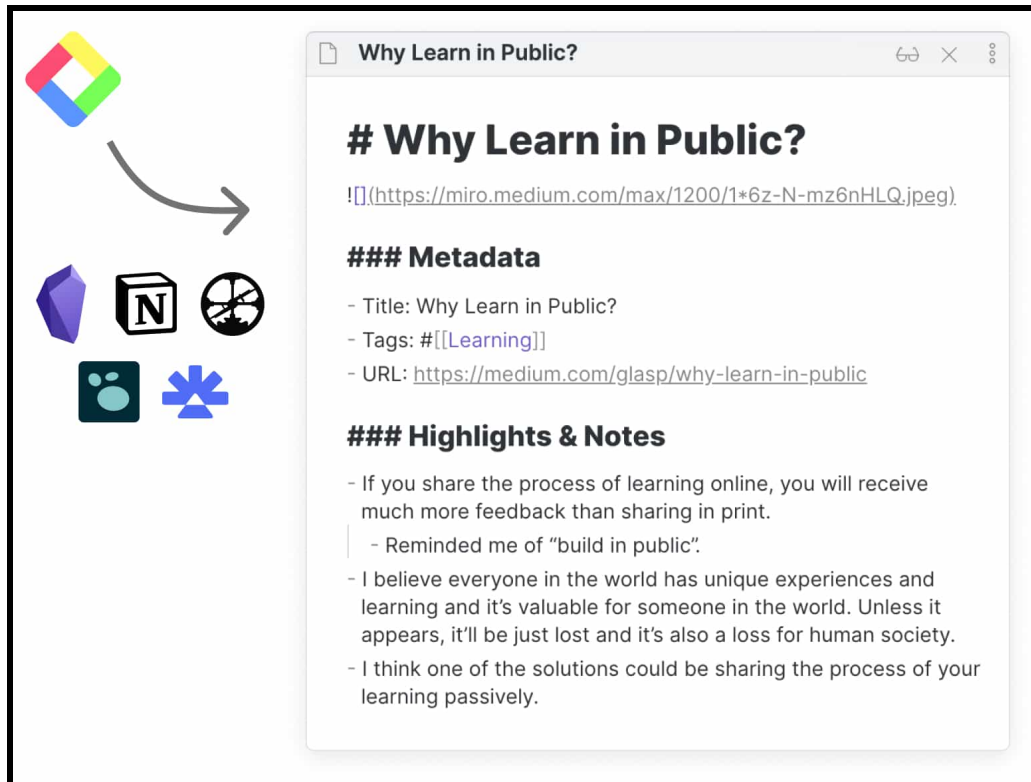 Why Learn in Public?
# Why Learn in Public?
![](https://miro.medium.com/max/1200/1*6z-N-mz6nHLQ.jpeg)
### Metadata
- Title: Why Learn in Public?
- Tags: #[[Learning]]
- URL: https://medium.com/glasp/why-learn-in-public
### Highlights & Notes
- If you share the process of learning online, you will receive
much more feedback than sharing in print.
- Reminded me of “build in public”.
- I believe everyone in the world has unique experiences and
learning and it’s valuable for someone in the world. Unless it
appears, it’ll be just lost and it’s also a loss for human society.
- I think one of the solutions could be sharing the process of your
learning passively.
N